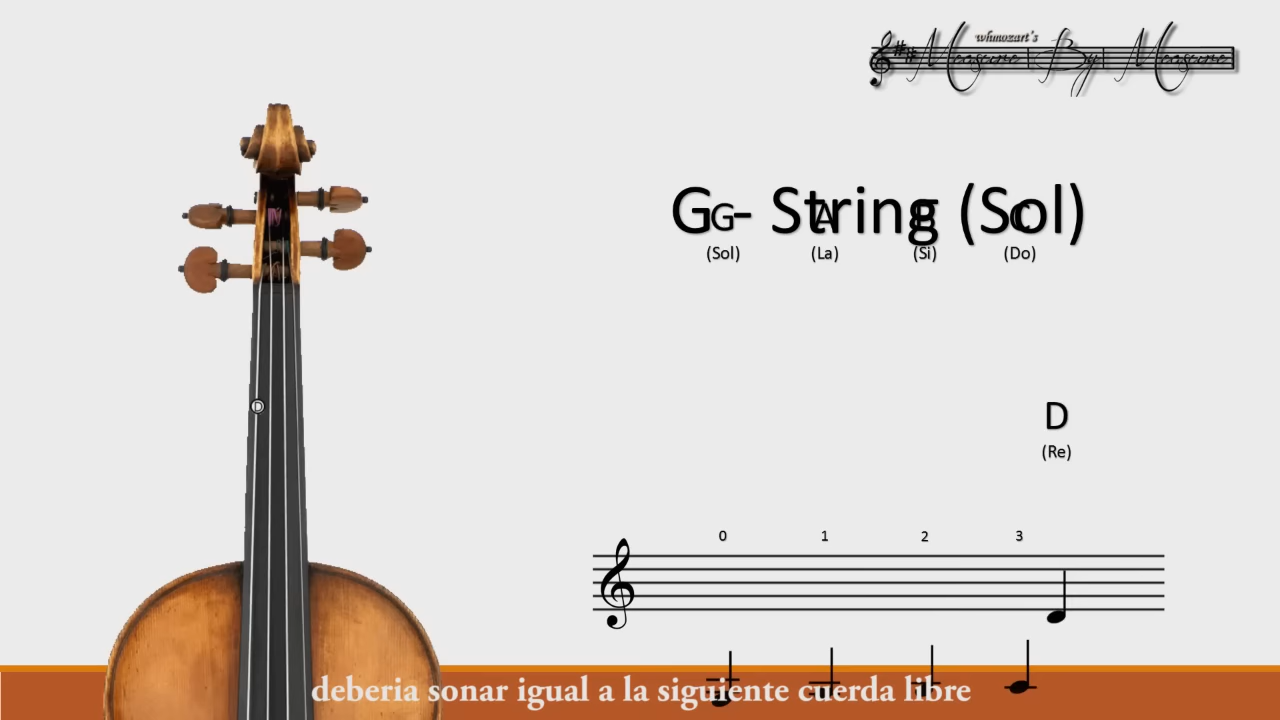 whmozart's
Measure By Measure
G - String (Sol)
G A B C
(Sol) (La) (Si) (Do)
D
D
(Re)
0 1 2 3
deberia sonar igual a la siguiente cuerda libre